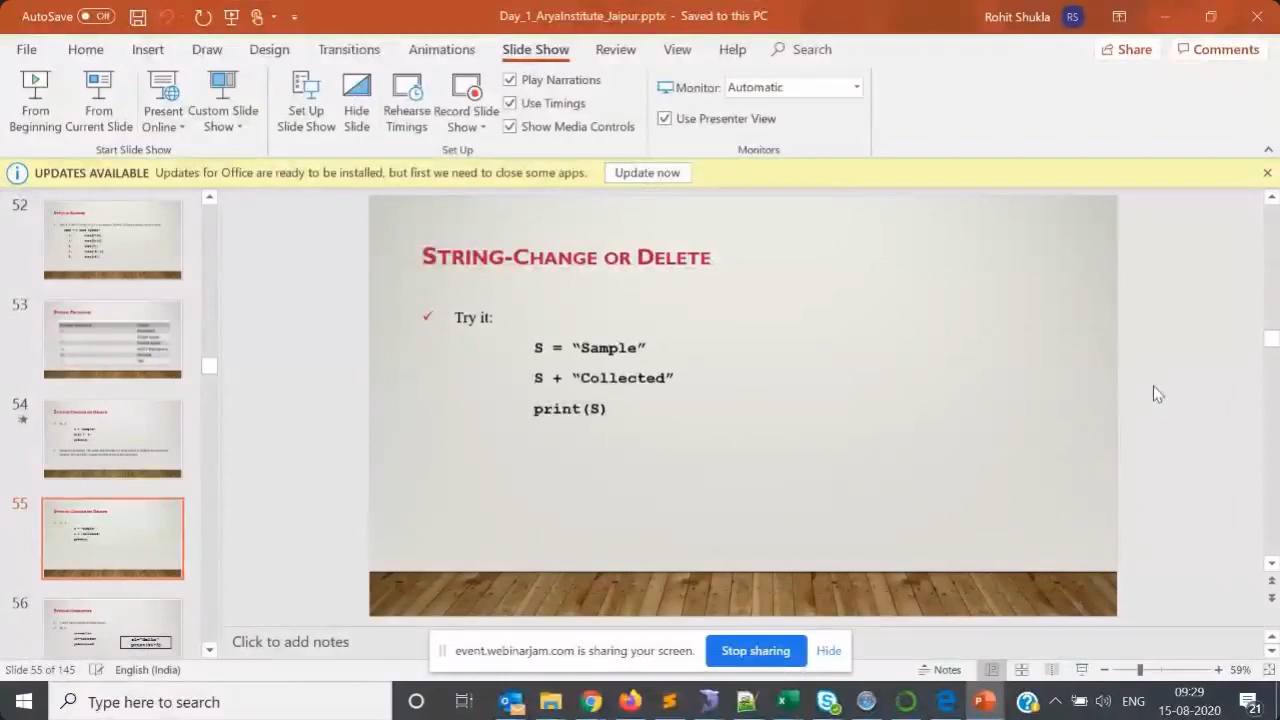 AutoSave Off
Day_1_AryaInstitute_Jaipur.pptx - Saved to this PC
Rohit Shukla RS
File Home Insert Draw Design Transitions Animations Slide Show Review View Help Search
Share Comments
From Beginning
From Current Slide
Present Online
Custom Slide Show
Set Up Slide Show
Hide Slide
Rehearse Timings
Record Slide Show
Play Narrations
Use Timings
Show Media Controls
Monitor: Automatic
Use Presenter View
Start Slide Show
Set Up
Monitors
UPDATES AVAILABLE Updates for Office are ready to be installed, but first we need to close some apps. Update now
52
53
54
55
56
STRING-CHANGE OR DELETE
✓ Try it:
S = “Sample”
S + “Collected”
print(S)
Click to add notes
event.webinarjam.com is sharing your screen. Stop sharing Hide
Slide 55 of 145 English (India) Notes 59%
Type here to search
ENG
09:29
15-08-2020
21